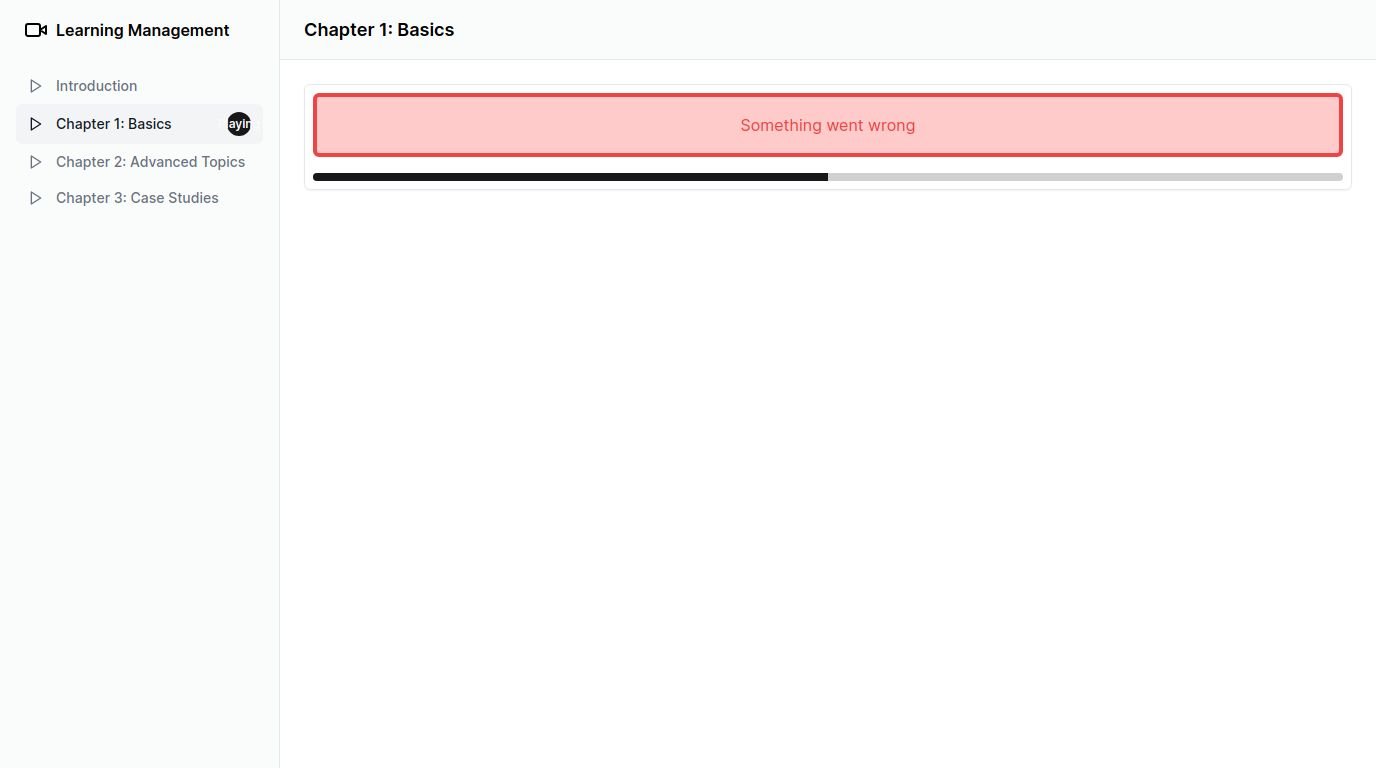 Learning Management
Introduction
Chapter 1: Basics
Chapter 2: Advanced Topics
Chapter 3: Case Studies
Chapter 1: Basics
Something went wrong